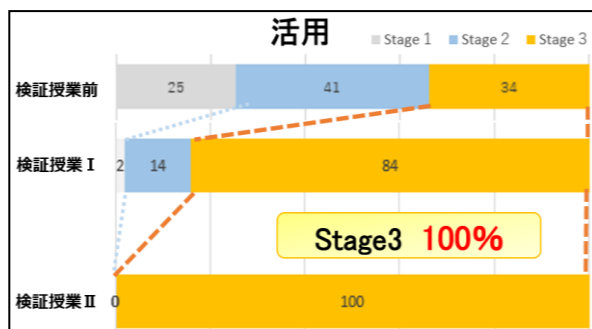 活用
Stage 1 Stage 2 Stage 3
検証授業前 25 41 34
検証授業Ⅰ 2 14 84
Stage3 100%
検証授業Ⅱ 0 100